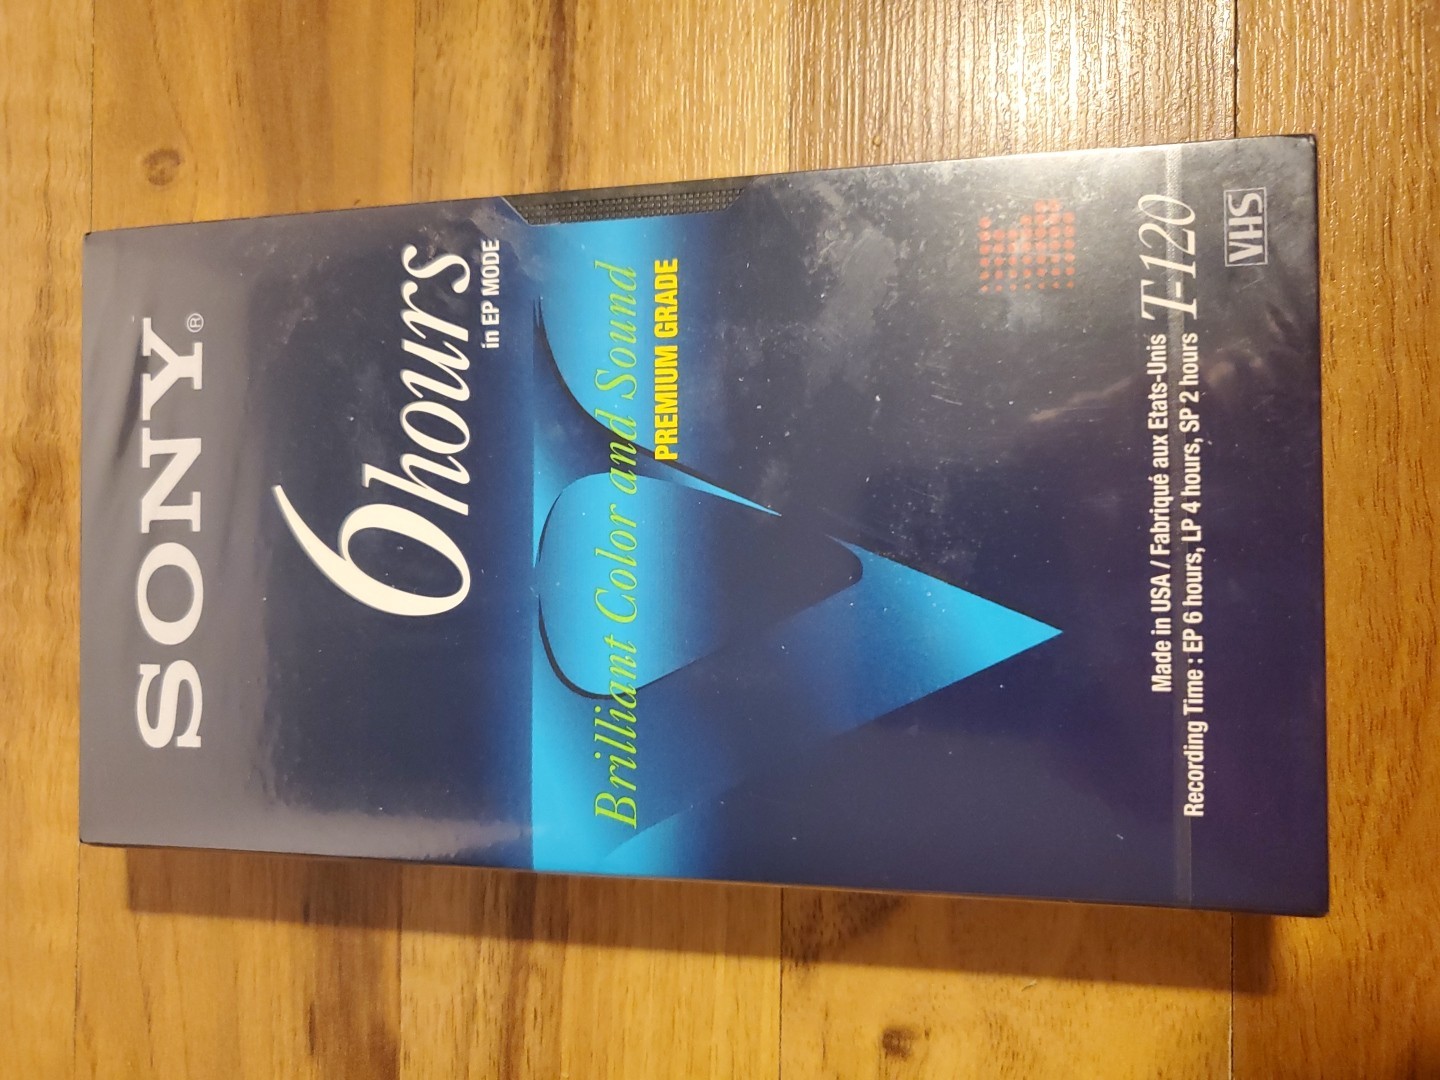 SONY®
6hours
in EP MODE
Brilliant Color and Sound
PREMIUM GRADE
Made in USA / Fabriqué aux Etats-Unis
Recording Time : EP 6 hours, LP 4 hours, SP 2 hours
T-120
VHS